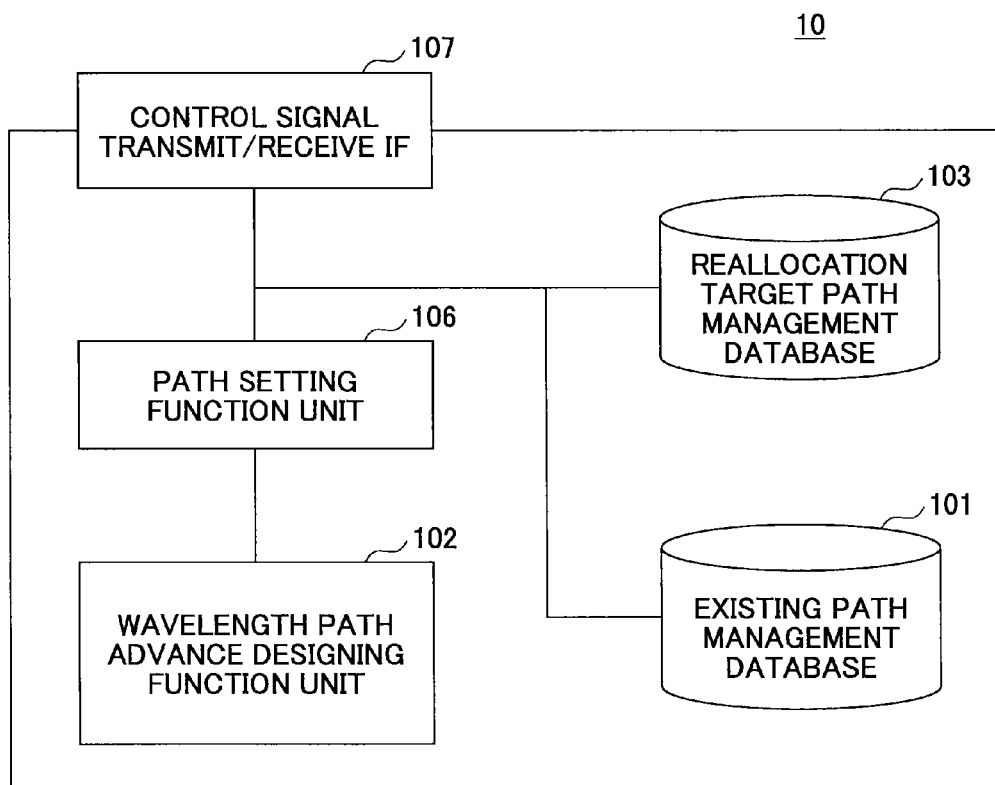 10
107
CONTROL SIGNAL
TRANSMIT/RECEIVE IF
103
REALLOCATION
TARGET PATH
MANAGEMENT
DATABASE
106
PATH SETTING
FUNCTION UNIT
101
EXISTING PATH
MANAGEMENT
DATABASE
102
WAVELENGTH PATH
ADVANCE DESIGNING
FUNCTION UNIT